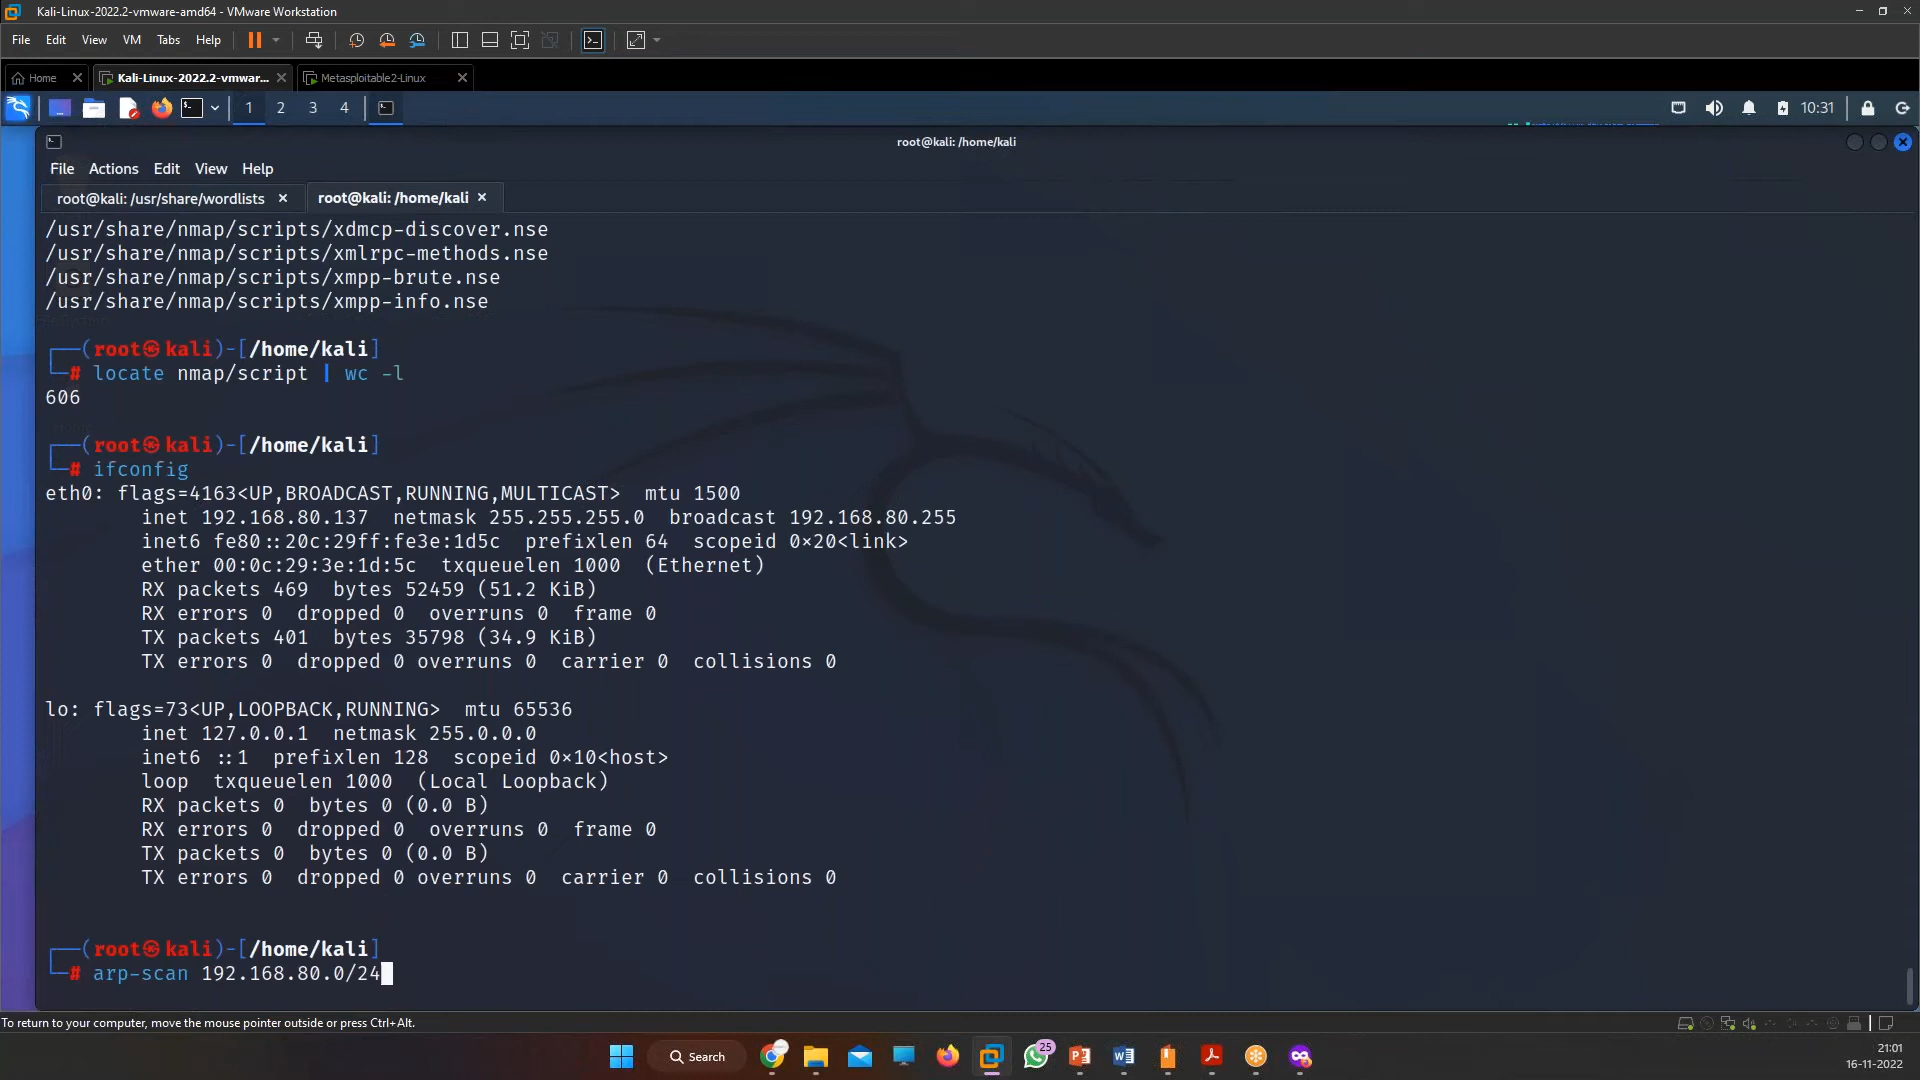 Kali-Linux-2022.2-vmware-amd64 - VMware Workstation
File Edit View VM Tabs Help
Home Kali-Linux-2022.2-vmwar... Metasploitable2-Linux
1 2 3 4 10:31
root@kali: /home/kali
File Actions Edit View Help
root@kali: /usr/share/wordlists root@kali: /home/kali
/usr/share/nmap/scripts/xdmcp-discover.nse
/usr/share/nmap/scripts/xmlrpc-methods.nse
/usr/share/nmap/scripts/xmpp-brute.nse
/usr/share/nmap/scripts/xmpp-info.nse
┌──(root㉿kali)-[/home/kali]
└─# locate nmap/script | wc -l
606
┌──(root㉿kali)-[/home/kali]
└─# ifconfig
eth0: flags=4163<UP,BROADCAST,RUNNING,MULTICAST>  mtu 1500
inet 192.168.80.137  netmask 255.255.255.0  broadcast 192.168.80.255
inet6 fe80::20c:29ff:fe3e:1d5c  prefixlen 64  scopeid 0×20<link>
ether 00:0c:29:3e:1d:5c  txqueuelen 1000  (Ethernet)
RX packets 469  bytes 52459 (51.2 KiB)
RX errors 0  dropped 0  overruns 0  frame 0
TX packets 401  bytes 35798 (34.9 KiB)
TX errors 0  dropped 0 overruns 0  carrier 0  collisions 0
lo: flags=73<UP,LOOPBACK,RUNNING>  mtu 65536
inet 127.0.0.1  netmask 255.0.0.0
inet6 ::1  prefixlen 128  scopeid 0×10<host>
loop  txqueuelen 1000  (Local Loopback)
RX packets 0  bytes 0 (0.0 B)
RX errors 0  dropped 0  overruns 0  frame 0
TX packets 0  bytes 0 (0.0 B)
TX errors 0  dropped 0 overruns 0  carrier 0  collisions 0
┌──(root㉿kali)-[/home/kali]
└─# arp-scan 192.168.80.0/24
To return to your computer, move the mouse pointer outside or press Ctrl+Alt.
Search 25 21:01
16-11-2022